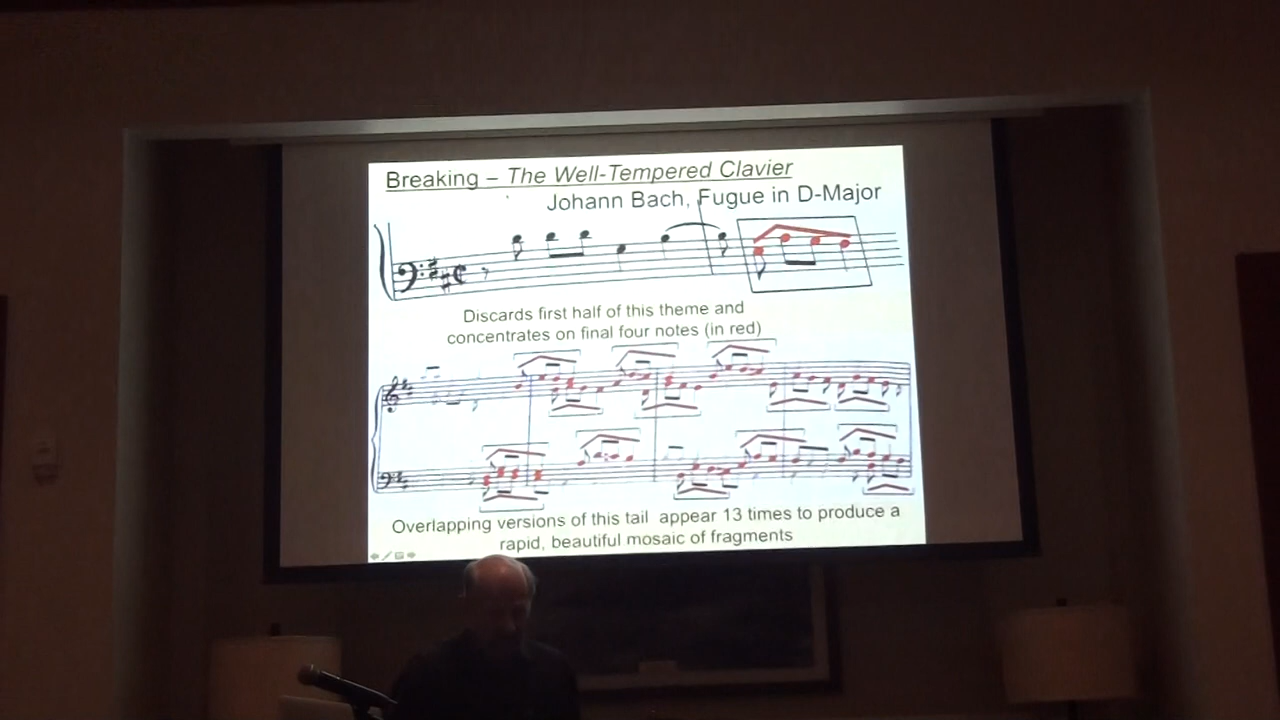 Breaking – The Well-Tempered Clavier
Johann Bach, Fugue in D-Major
Discards first half of this theme and
concentrates on final four notes (in red)
Overlapping versions of this tail appear 13 times to produce a
rapid, beautiful mosaic of fragments